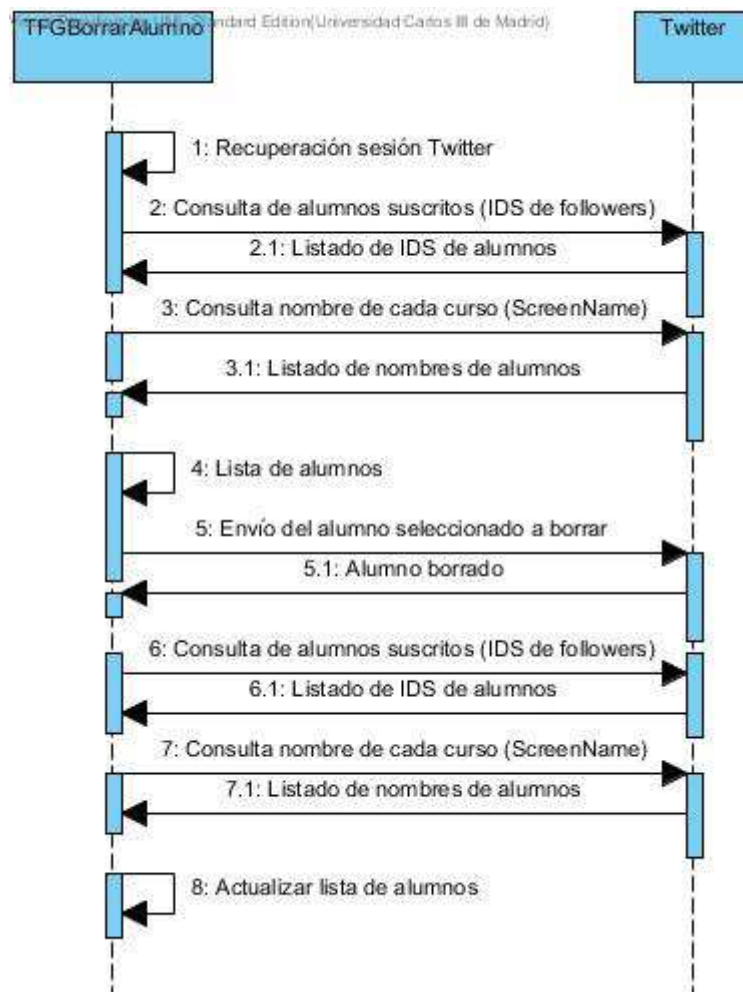 Standard Edition(Universidad Carlos III de Madrid)
TFGBorrarAlumno
Twitter
1: Recuperación sesión Twitter
2: Consulta de alumnos suscritos (IDS de followers)
2.1: Listado de IDS de alumnos
3: Consulta nombre de cada curso (ScreenName)
3.1: Listado de nombres de alumnos
4: Lista de alumnos
5: Envío del alumno seleccionado a borrar
5.1: Alumno borrado
6: Consulta de alumnos suscritos (IDS de followers)
6.1: Listado de IDS de alumnos
7: Consulta nombre de cada curso (ScreenName)
7.1: Listado de nombres de alumnos
8: Actualizar lista de alumnos